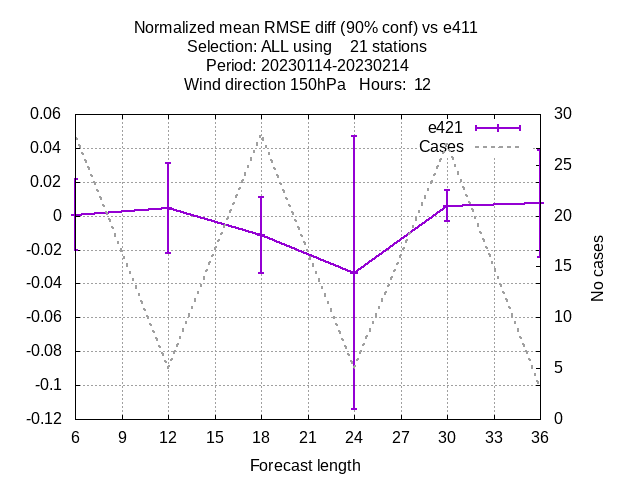 Normalized mean RMSE diff (90% conf) vs e411
Selection: ALL using 21 stations
Period: 20230114-20230214
Wind direction 150hPa Hours: 12
0.06
0.04
0.02
0
-0.02
-0.04
-0.06
-0.08
-0.1
-0.12
e421
Cases
30
25
20
15
10
5
0
No cases
6 9 12 15 18 21 24 27 30 33 36
Forecast length